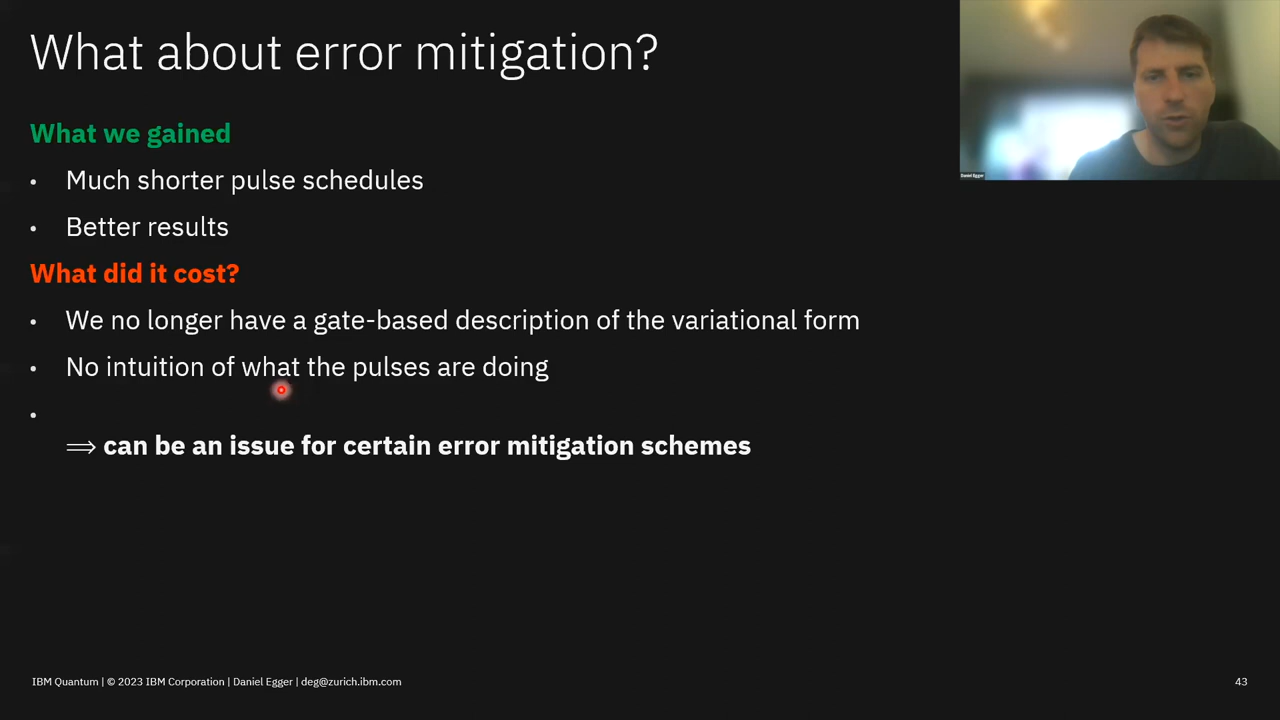 What about error mitigation?
What we gained
• Much shorter pulse schedules
• Better results
What did it cost?
• We no longer have a gate-based description of the variational form
• No intuition of what the pulses are doing
•
⟹ can be an issue for certain error mitigation schemes
Daniel Egger
IBM Quantum | © 2023 IBM Corporation | Daniel Egger | deg@zurich.ibm.com
43